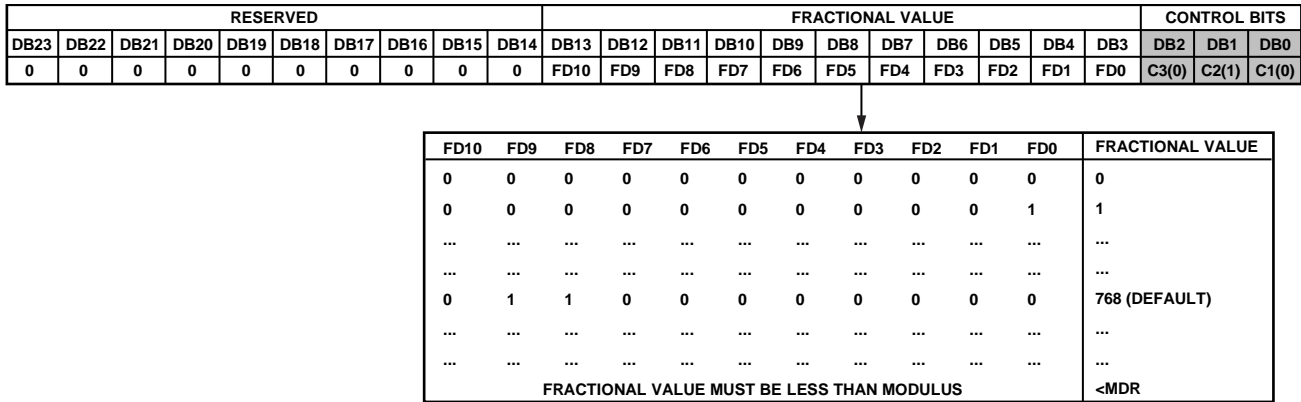 RESERVED FRACTIONAL VALUE CONTROL BITS
DB23 DB22 DB21 DB20 DB19 DB18 DB17 DB16 DB15 DB14 DB13 DB12 DB11 DB10 DB9 DB8 DB7 DB6 DB5 DB4 DB3 DB2 DB1 DB0
0 0 0 0 0 0 0 0 0 0 FD10 FD9 FD8 FD7 FD6 FD5 FD4 FD3 FD2 FD1 FD0 C3(0) C2(1) C1(0)
FD10 FD9 FD8 FD7 FD6 FD5 FD4 FD3 FD2 FD1 FD0 FRACTIONAL VALUE
0 0 0 0 0 0 0 0 0 0 0 0
0 0 0 0 0 0 0 0 0 0 1 1
... ... ... ... ... ... ... ... ... ... ... ...
... ... ... ... ... ... ... ... ... ... ... ...
0 1 1 0 0 0 0 0 0 0 0 768 (DEFAULT)
... ... ... ... ... ... ... ... ... ... ... ...
... ... ... ... ... ... ... ... ... ... ... ...
FRACTIONAL VALUE MUST BE LESS THAN MODULUS <MDR